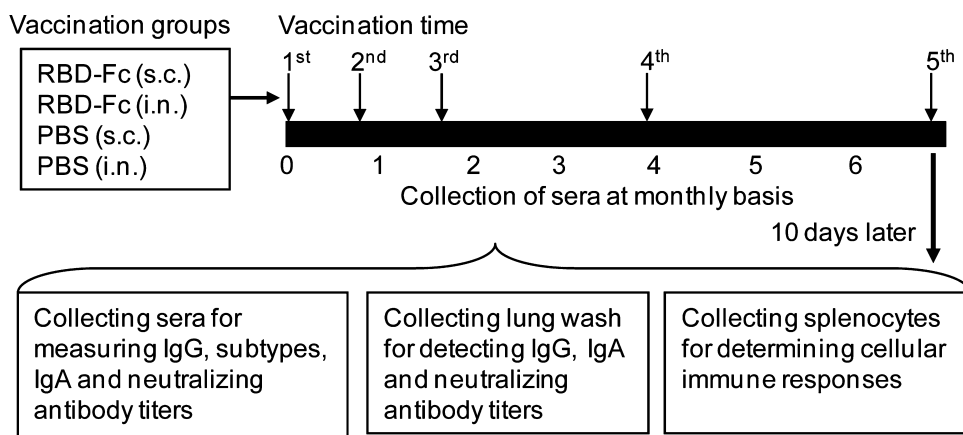 Vaccination groups
Vaccination time
RBD-Fc (s.c.)
RBD-Fc (i.n.)
PBS (s.c.)
PBS (i.n.)
1st 2nd 3rd 4th 5th
0 1 2 3 4 5 6
Collection of sera at monthly basis
10 days later
Collecting sera for
measuring IgG, subtypes,
IgA and neutralizing
antibody titers
Collecting lung wash
for detecting IgG, IgA
and neutralizing
antibody titers
Collecting splenocytes
for determining cellular
immune responses